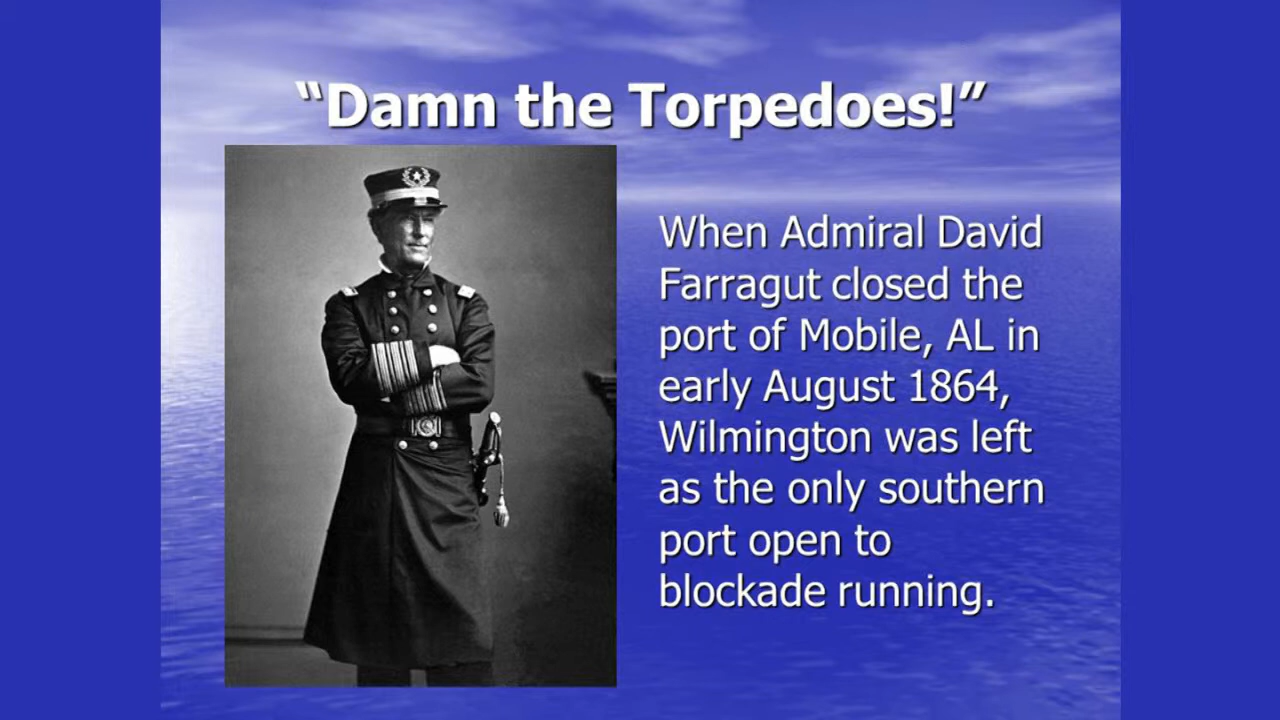 “Damn the Torpedoes!”
When Admiral David
Farragut closed the
port of Mobile, AL in
early August 1864,
Wilmington was left
as the only southern
port open to
blockade running.